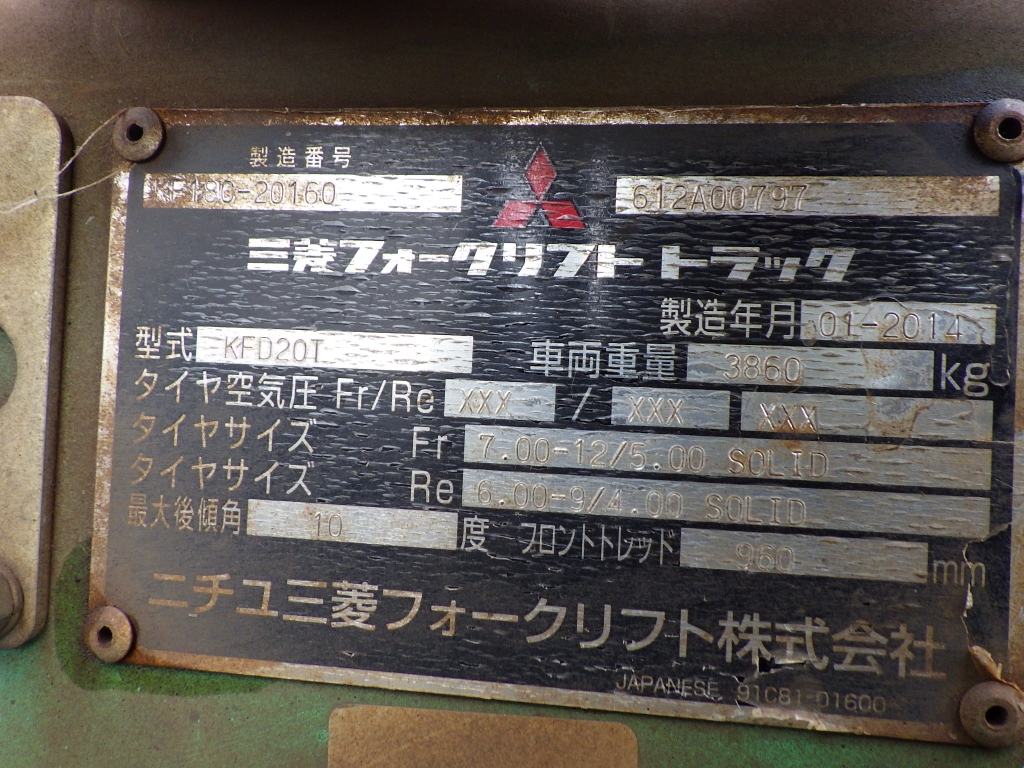 製造番号
KF18C-20160 612A00797
三菱フォークリフト トラック
製造年月 01-2014
型式 KFD20T 車両重量 3860 kg
タイヤ空気圧 Fr/Re XXX / XXX XXX
タイヤサイズ Fr 7.00-12/5.00 SOLID
タイヤサイズ Re 6.00-9/4.00 SOLID
最大後傾角 10 度 フロントトレッド 960 mm
ニチユ三菱フォークリフト株式会社
JAPANESE 91C81-01600